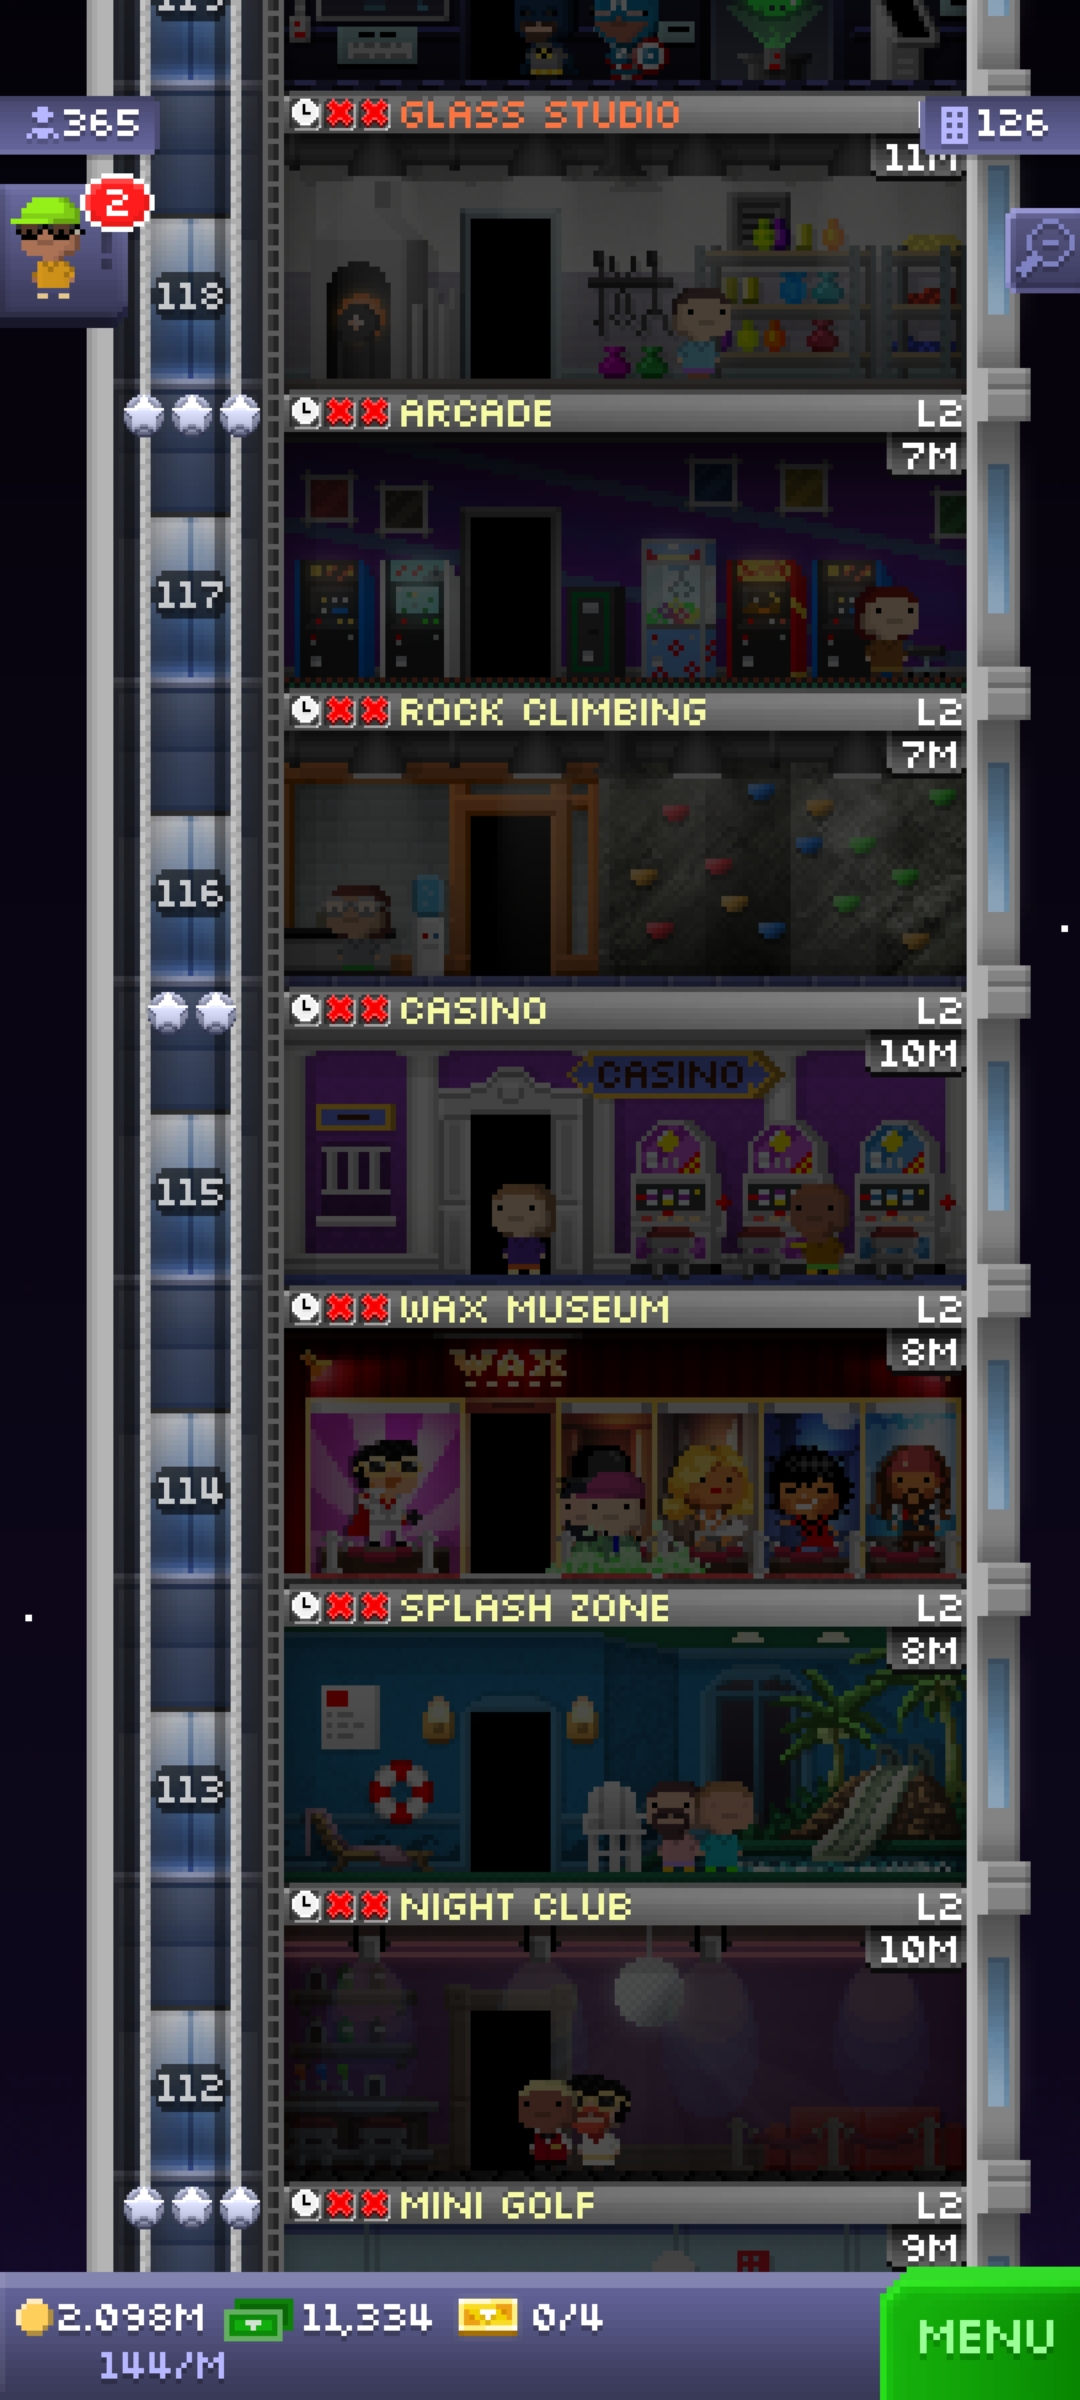 GLASS STUDIO
365
126
11M
2
118
ARCADE L2
7M
117
ROCK CLIMBING L2
7M
116
CASINO L2
10M
CASINO
115
WAX MUSEUM L2
8M
WAX
114
SPLASH ZONE L2
8M
113
NIGHT CLUB L2
10M
112
MINI GOLF L2
9M
2.098M 11,334 0/4
144/M
MENU